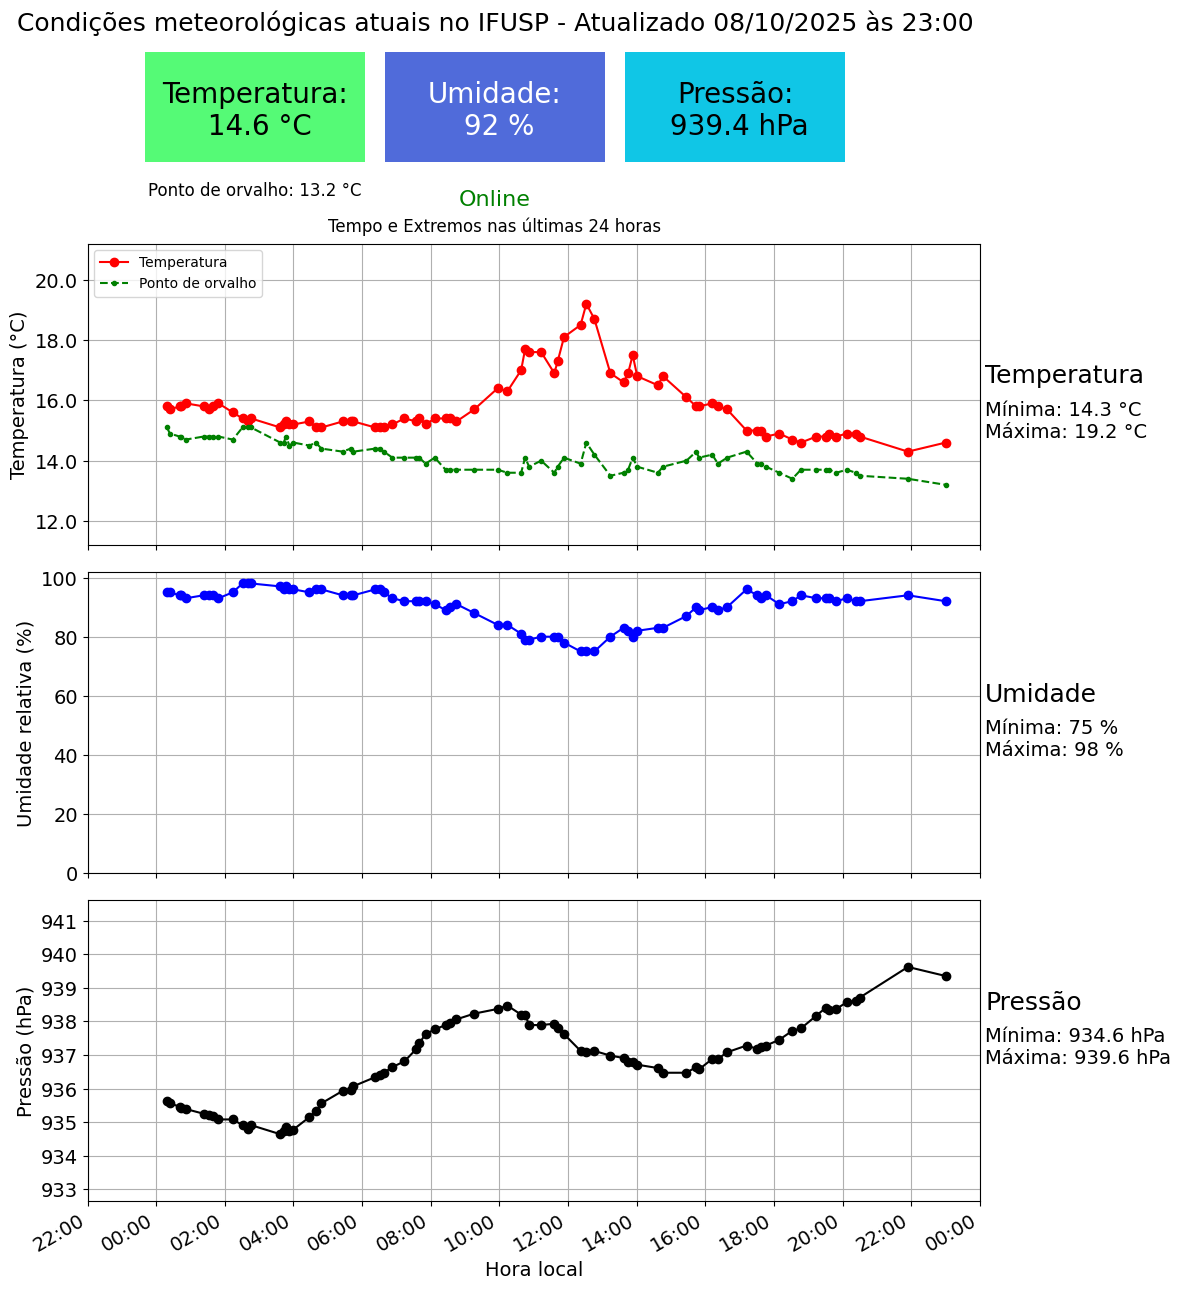 Condições meteorológicas atuais no IFUSP - Atualizado 08/10/2025 às 23:00
Temperatura:
14.6 °C
Umidade:
92 %
Pressão:
939.4 hPa
Ponto de orvalho: 13.2 °C
Online
Tempo e Extremos nas últimas 24 horas
Temperatura
Ponto de orvalho
Temperatura (°C)
20.0
18.0
16.0
14.0
12.0
Temperatura
Mínima: 14.3 °C
Máxima: 19.2 °C
Umidade relativa (%)
100
80
60
40
20
0
Umidade
Mínima: 75 %
Máxima: 98 %
Pressão (hPa)
941
940
939
938
937
936
935
934
933
Pressão
Mínima: 934.6 hPa
Máxima: 939.6 hPa
22:00
00:00
02:00
04:00
06:00
08:00
10:00
12:00
14:00
16:00
18:00
20:00
22:00
00:00
Hora local